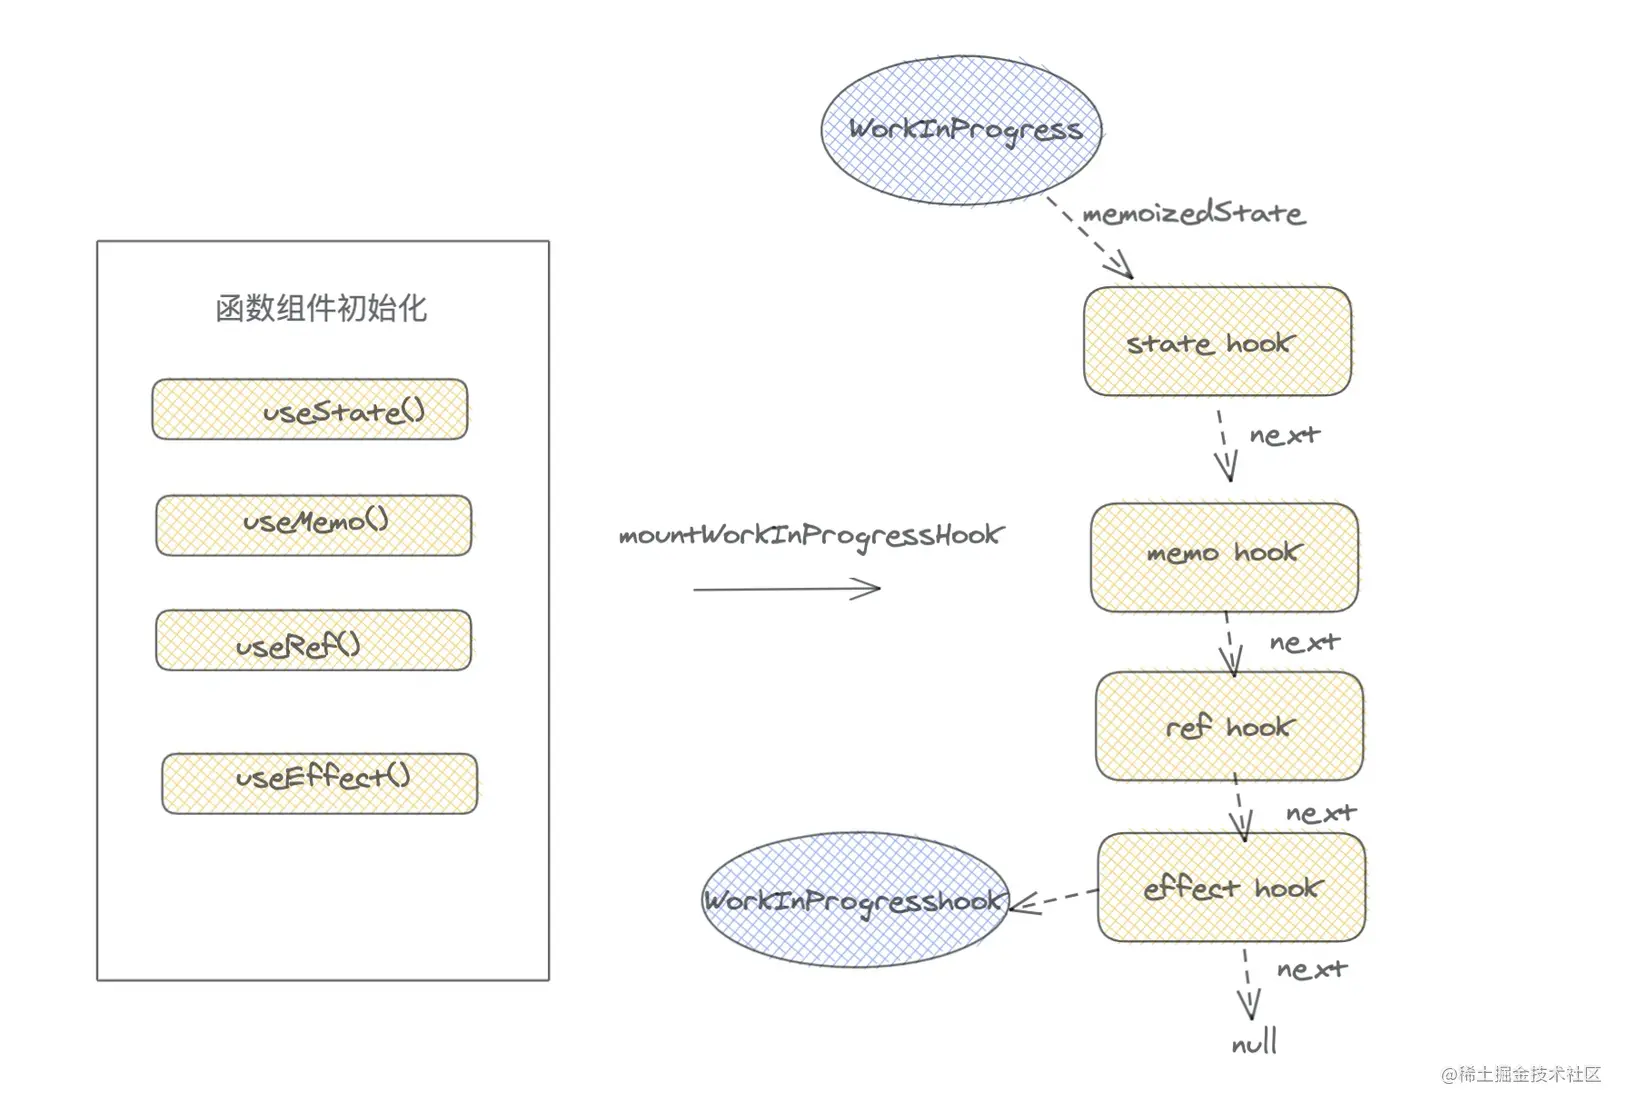 函数组件初始化
useState()
useMemo()
useRef()
useEffect()
mountWorkInProgressHook
WorkInProgress
memoizedState
state hook
next
memo hook
next
ref hook
next
effect hook
WorkInProgresshook
next
null
@稀土掘金技术社区